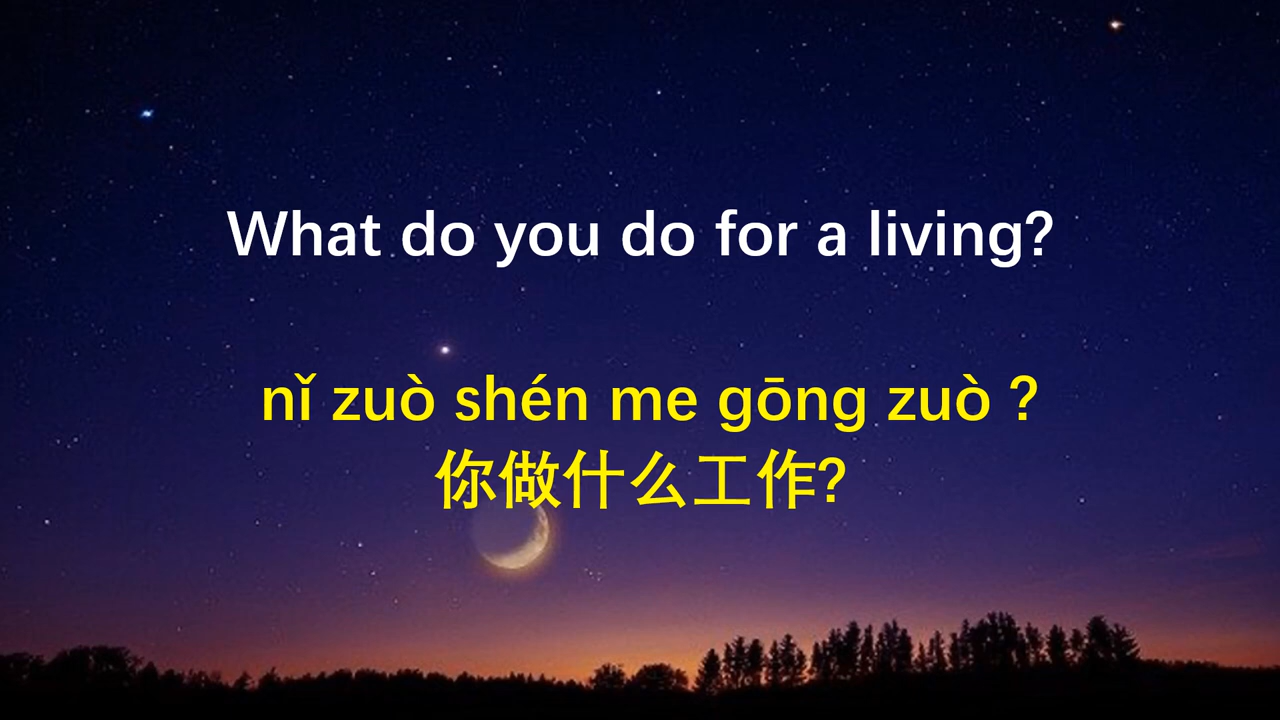 What do you do for a living?
nǐ zuò shén me gōng zuò？
你做什么工作?